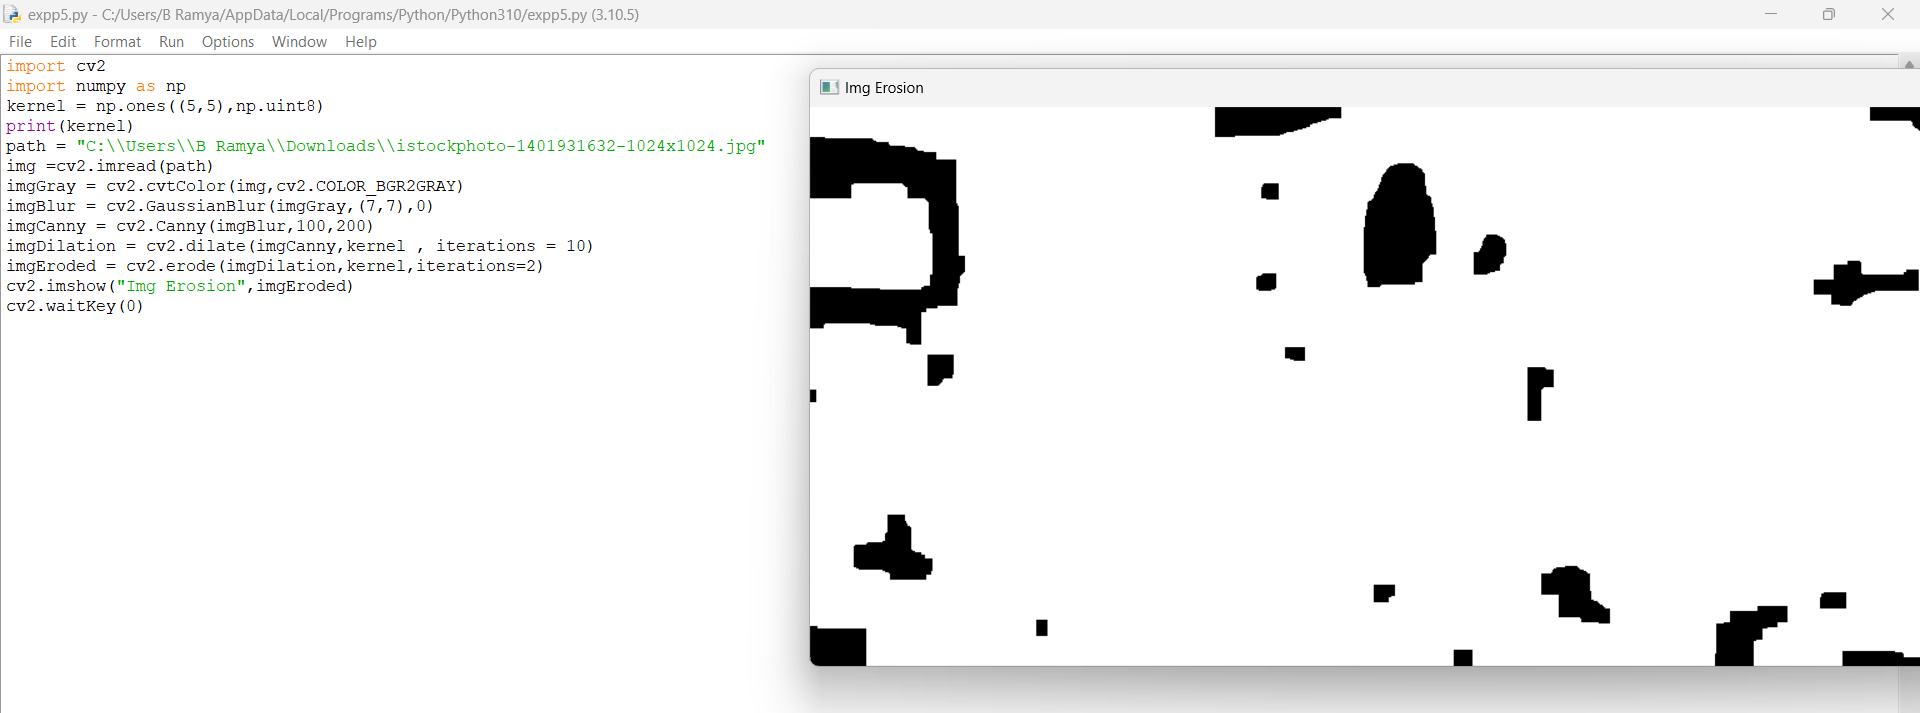 expp5.py - C:/Users/B Ramya/AppData/Local/Programs/Python/Python310/expp5.py (3.10.5)
File Edit Format Run Options Window Help
import cv2
import numpy as np
kernel = np.ones((5,5),np.uint8)
print(kernel)
path = "C:\\Users\\B Ramya\\Downloads\\istockphoto-1401931632-1024x1024.jpg"
img =cv2.imread(path)
imgGray = cv2.cvtColor(img,cv2.COLOR_BGR2GRAY)
imgBlur = cv2.GaussianBlur(imgGray,(7,7),0)
imgCanny = cv2.Canny(imgBlur,100,200)
imgDilation = cv2.dilate(imgCanny,kernel , iterations = 10)
imgEroded = cv2.erode(imgDilation,kernel,iterations=2)
cv2.imshow("Img Erosion",imgEroded)
cv2.waitKey(0)
Img Erosion